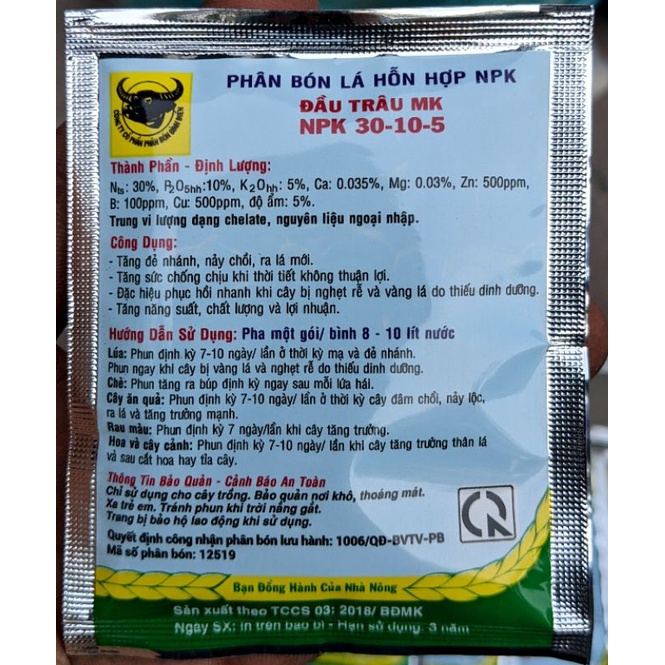 CÔNG TY CỔ PHẦN PHÂN BÓN BÌNH ĐIỀN
PHÂN BÓN LÁ HỖN HỢP NPK
ĐẦU TRÂU MK
NPK 30-10-5
Thành Phần - Định Lượng:
Nts: 30%, P2O5hh:10%, K2Ohh: 5%, Ca: 0.035%, Mg: 0.03%, Zn: 500ppm,
B: 100ppm, Cu: 500ppm, độ ẩm: 5%.
Trung vi lượng dạng chelate, nguyên liệu ngoại nhập.
Công Dụng:
- Tăng đẻ nhánh, nảy chồi, ra lá mới.
- Tăng sức chống chịu khi thời tiết không thuận lợi.
- Đặc hiệu phục hồi nhanh khi cây bị nghẹt rễ và vàng lá do thiếu dinh dưỡng.
- Tăng năng suất, chất lượng và lợi nhuận.
Hướng Dẫn Sử Dụng: Pha một gói/ bình 8 - 10 lít nước
Lúa: Phun định kỳ 7-10 ngày/ lần ở thời kỳ mạ và đẻ nhánh.
Phun ngay khi cây bị vàng lá và nghẹt rễ do thiếu dinh dưỡng.
Chè: Phun tăng ra búp định kỳ ngay sau mỗi lứa hái.
Cây ăn quả: Phun định kỳ 7-10 ngày/ lần ở thời kỳ cây đâm chồi, nảy lộc,
ra lá và tăng trưởng mạnh.
Rau màu: Phun định kỳ 7 ngày/lần khi cây tăng trưởng.
Hoa và cây cảnh: Phun định kỳ 7-10 ngày/ lần khi cây tăng trưởng thân lá
và sau cắt hoa hay tỉa cây.
Thông Tin Bảo Quản - Cảnh Báo An Toàn
Chỉ sử dụng cho cây trồng. Bảo quản nơi khô, thoáng mát.
Xa trẻ em. Tránh phun khi trời nắng gắt.
Trang bị bảo hộ lao động khi sử dụng.
Quyết định công nhận phân bón lưu hành: 1006/QĐ-BVTV-PB
Mã số phân bón: 12519
Bạn Đồng Hành Của Nhà Nông
Sản xuất theo TCCS 03: 2018/ BĐMK
Ngày SX: in trên bao bì - Hạn sử dụng: 3 năm